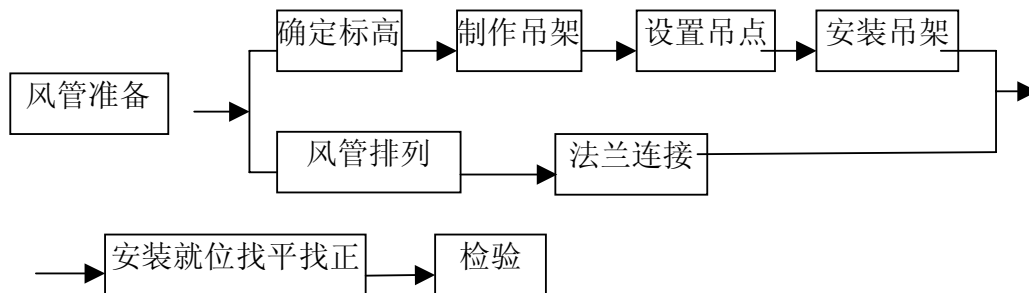 确定标高
制作吊架
设置吊点
安装吊架
风管准备
风管排列
法兰连接
安装就位找平找正
检验